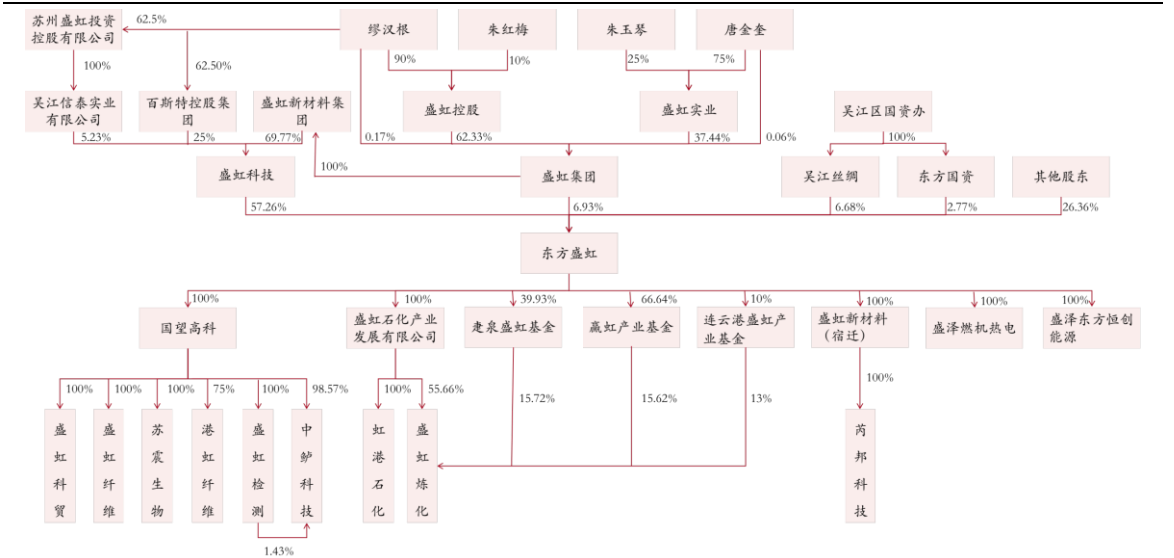 苏州盛虹投资
控股有限公司
62.5%
缪汉根
朱红梅
朱玉琴
唐金奎
100%
62.50%
90%
10%
25%
75%
吴江信泰实业
有限公司
百斯特控股集
团
盛虹新材料集
团
盛虹控股
盛虹实业
吴江区国资办
5.23%
25%
69.77%
0.17%
62.33%
37.44%
0.06%
100%
100%
盛虹科技
盛虹集团
吴江丝绸
东方国资
其他股东
57.26%
6.93%
6.68%
2.77%
26.36%
东方盛虹
100%
100%
39.93%
66.64%
10%
100%
100%
100%
国望高科
盛虹石化产业
发展有限公司
疌泉盛虹基金
赢虹产业基金
连云港盛虹产
业基金
盛虹新材料
(宿迁)
盛泽燃机热电
盛泽东方恒创
能源
100%
100%
100%
75%
100%
98.57%
100%
55.66%
15.72%
15.62%
13%
100%
盛虹科贸
盛虹纤维
苏震生物
港虹纤维
盛虹检测
中鲈科技
虹港石化
盛虹炼化
芮邦科技
1.43%